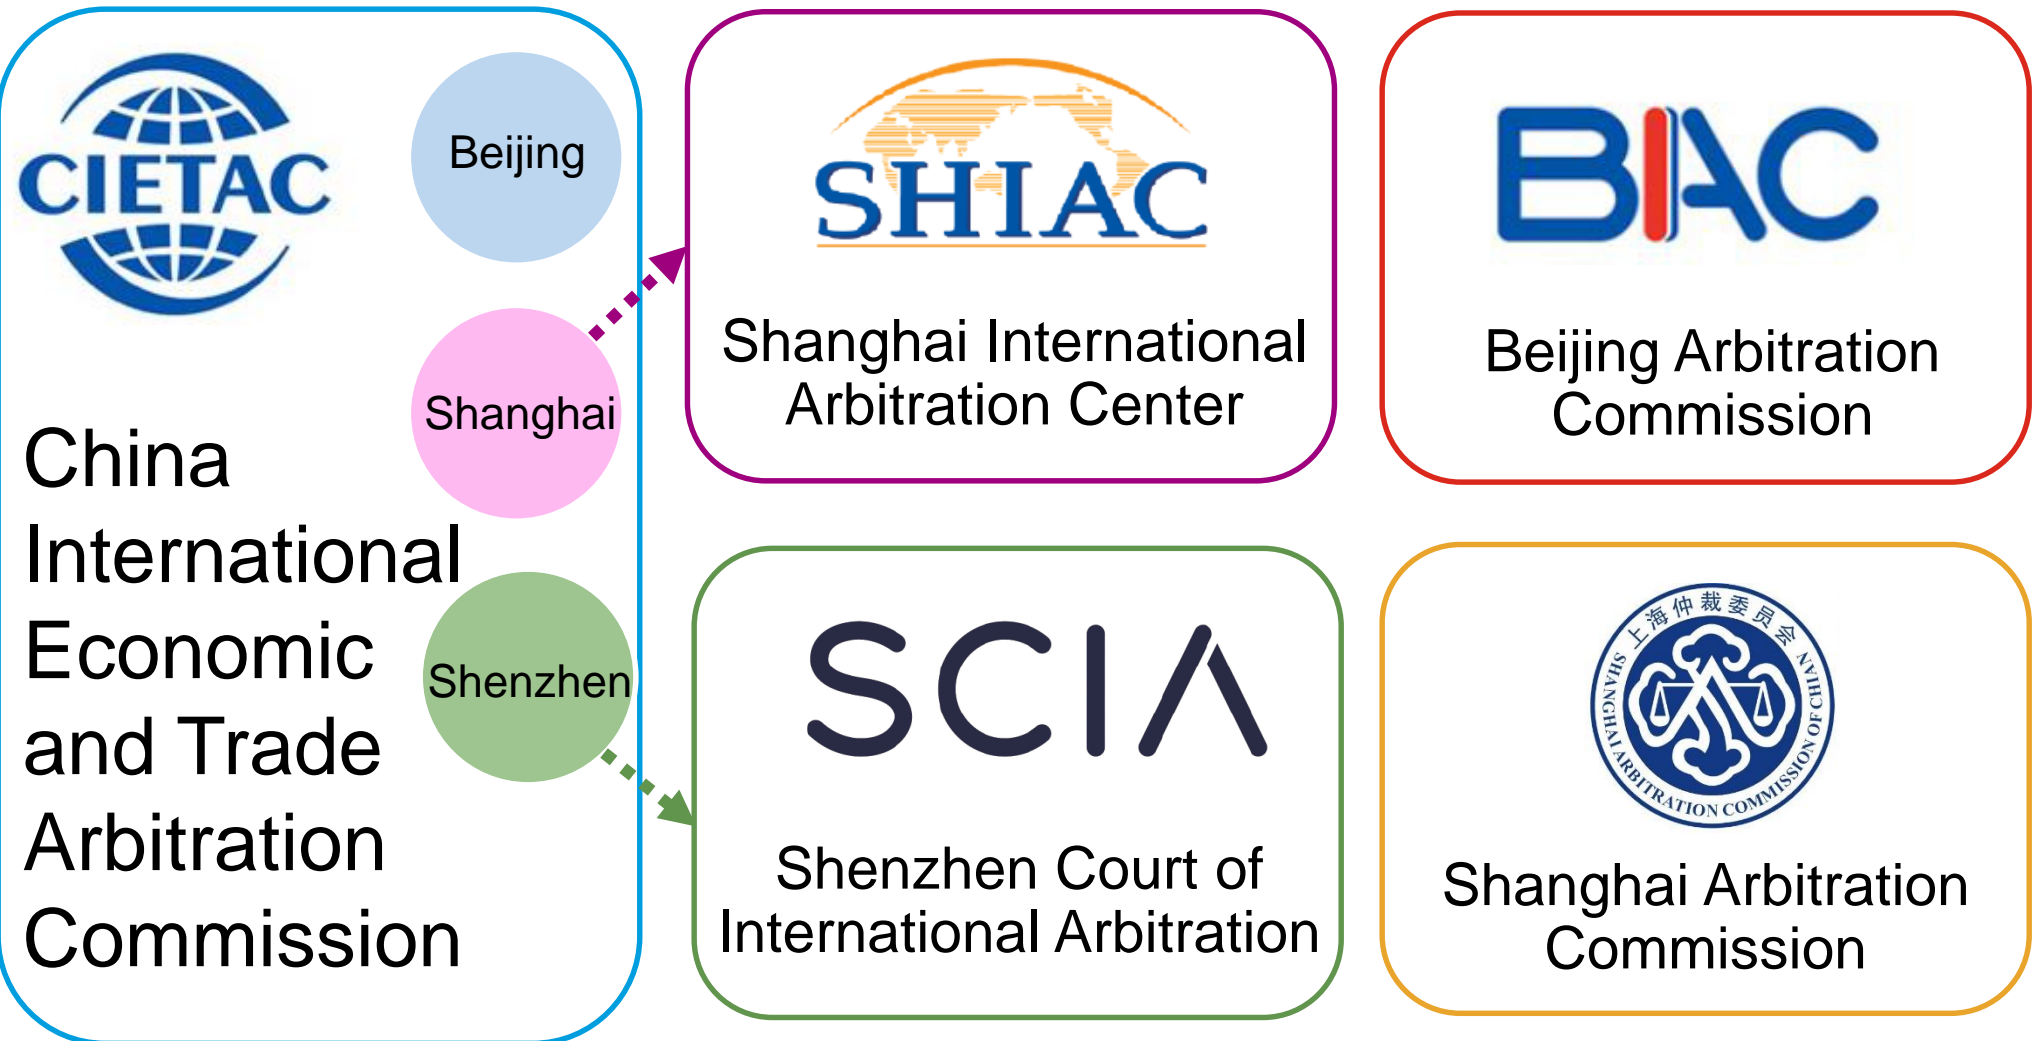 CIETAC
China
International
Economic
and Trade
Arbitration
Commission
Beijing
Shanghai
Shenzhen
SHIAC
Shanghai International
Arbitration Center
SCIA
Shenzhen Court of
International Arbitration
BIAC
Beijing Arbitration
Commission
上海仲裁委员会
SHANGHAI ARBITRATION COMMISSION OF CHIAN
Shanghai Arbitration
Commission